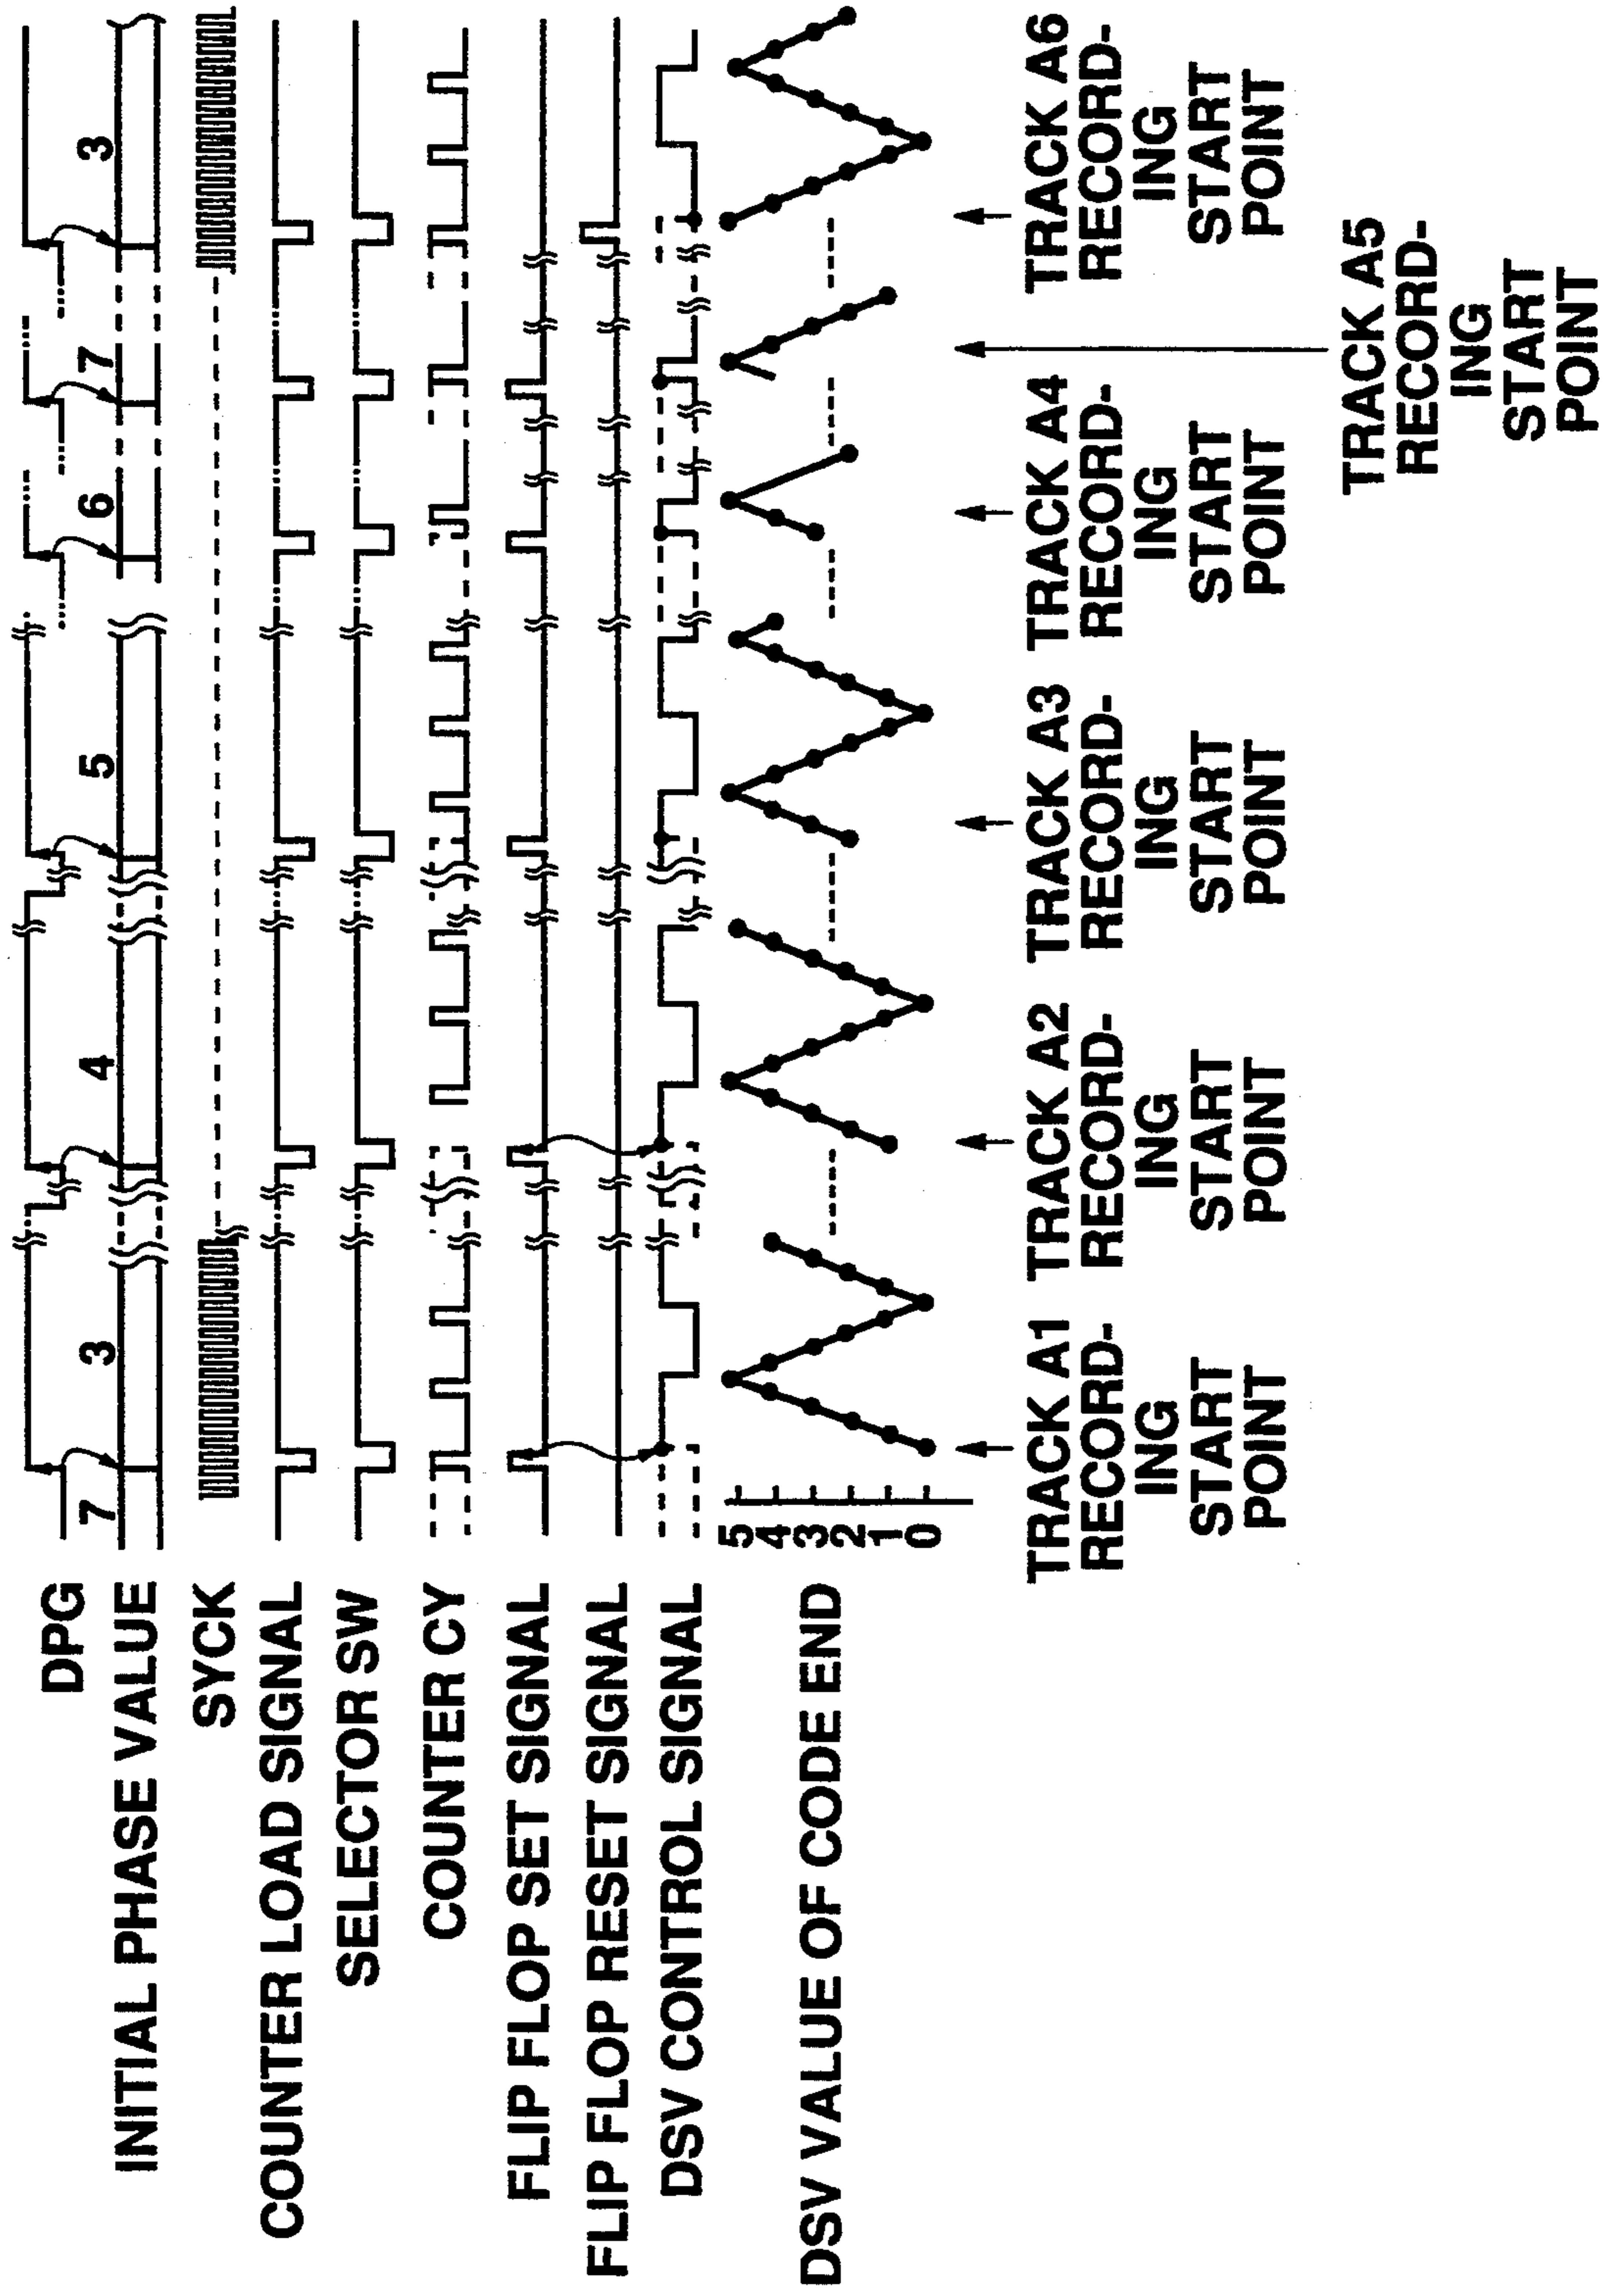 DPG
INITIAL PHASE VALUE
7 3 4 5 6 7 3
SYCK
COUNTER LOAD SIGNAL
SELECTOR SW
COUNTER CY
FLIP FLOP SET SIGNAL
FLIP FLOP RESET SIGNAL
DSV CONTROL SIGNAL
DSV VALUE OF CODE END
5
4
3
2
1
0
TRACK A1
RECORD-
ING
START
POINT
TRACK A2
RECORD-
ING
START
POINT
TRACK A3
RECORD-
ING
START
POINT
TRACK A4
RECORD-
ING
START
POINT
TRACK A5
RECORD-
ING
START
POINT
TRACK A6
RECORD-
ING
START
POINT